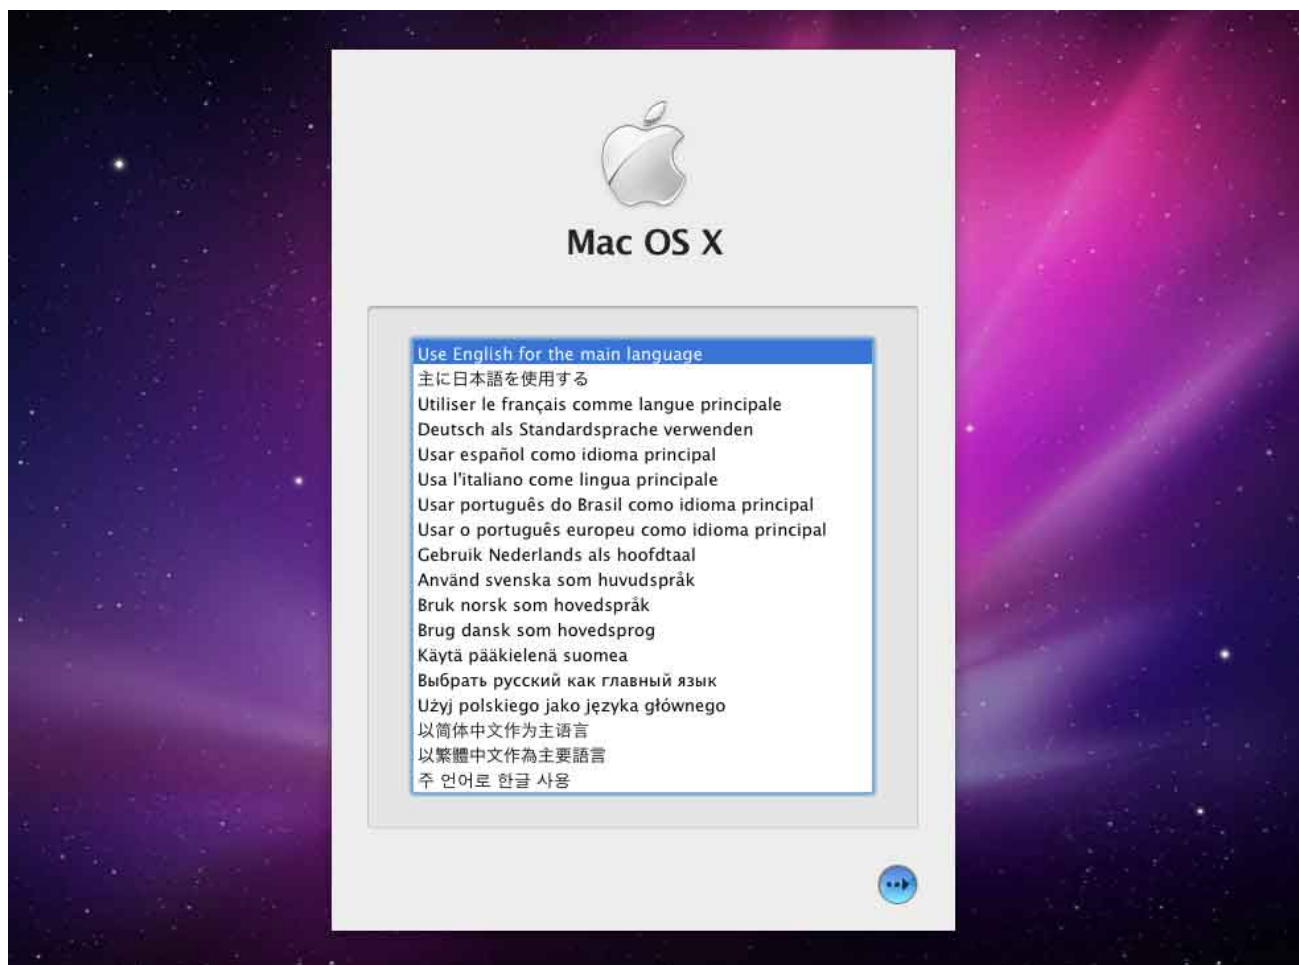 Mac OS X
Use English for the main language
主に日本語を使用する
Utiliser le français comme langue principale
Deutsch als Standardsprache verwenden
Usar español como idioma principal
Usa l'italiano come lingua principale
Usar português do Brasil como idioma principal
Usar o português europeu como idioma principal
Gebruik Nederlands als hoofdtaal
Använd svenska som huvudspråk
Bruk norsk som hovedspråk
Brug dansk som hovedsprog
Käytä pääkielenä suomea
Выбрать русский как главный язык
Użyj polskiego jako języka głównego
以简体中文作为主语言
以繁體中文作為主要語言
주 언어로 한글 사용